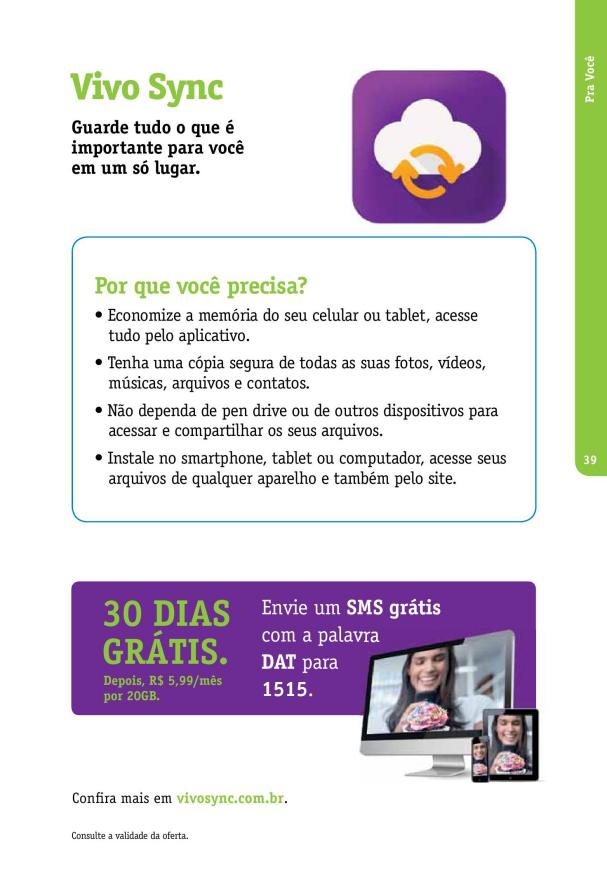 Pra Você
Vivo Sync
Guarde tudo o que é
importante para você
em um só lugar.
Por que você precisa?
• Economize a memória do seu celular ou tablet, acesse
tudo pelo aplicativo.
• Tenha uma cópia segura de todas as suas fotos, vídeos,
músicas, arquivos e contatos.
• Não dependa de pen drive ou de outros dispositivos para
acessar e compartilhar os seus arquivos.
• Instale no smartphone, tablet ou computador, acesse seus
arquivos de qualquer aparelho e também pelo site.
39
30 DIAS
GRÁTIS.
Depois, R$ 5,99/mês
por 20GB.
Envie um SMS grátis
com a palavra
DAT para
1515.
Confira mais em vivosync.com.br.
Consulte a validade da oferta.